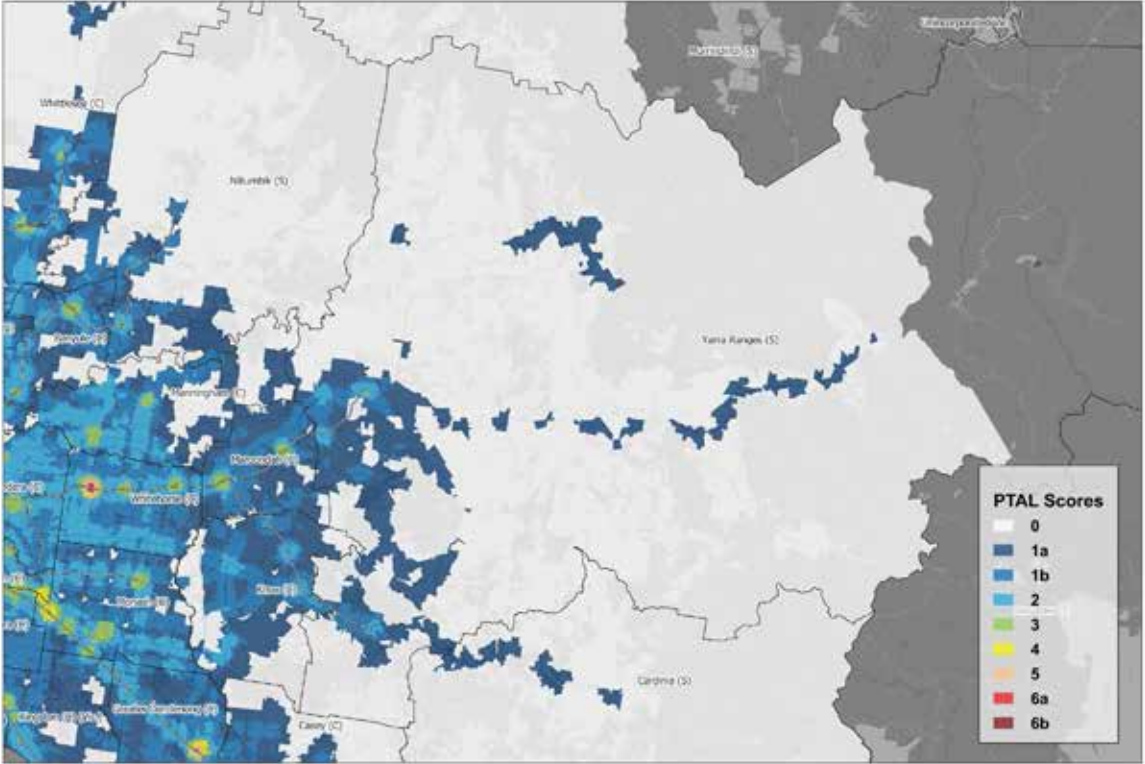 Whittlesea (C)
Nillumbik (S)
Murrindindi (S)
Yarra Ranges (S)
Banyule (C)
Manningham (C)
Maroondah (C)
Whitehorse (C)
Monash (C)
Knox (C)
Cardinia (S)
Greater Dandenong (C)
Casey (C)
PTAL Scores
0
1a
1b
2
3
4
5
6a
6b